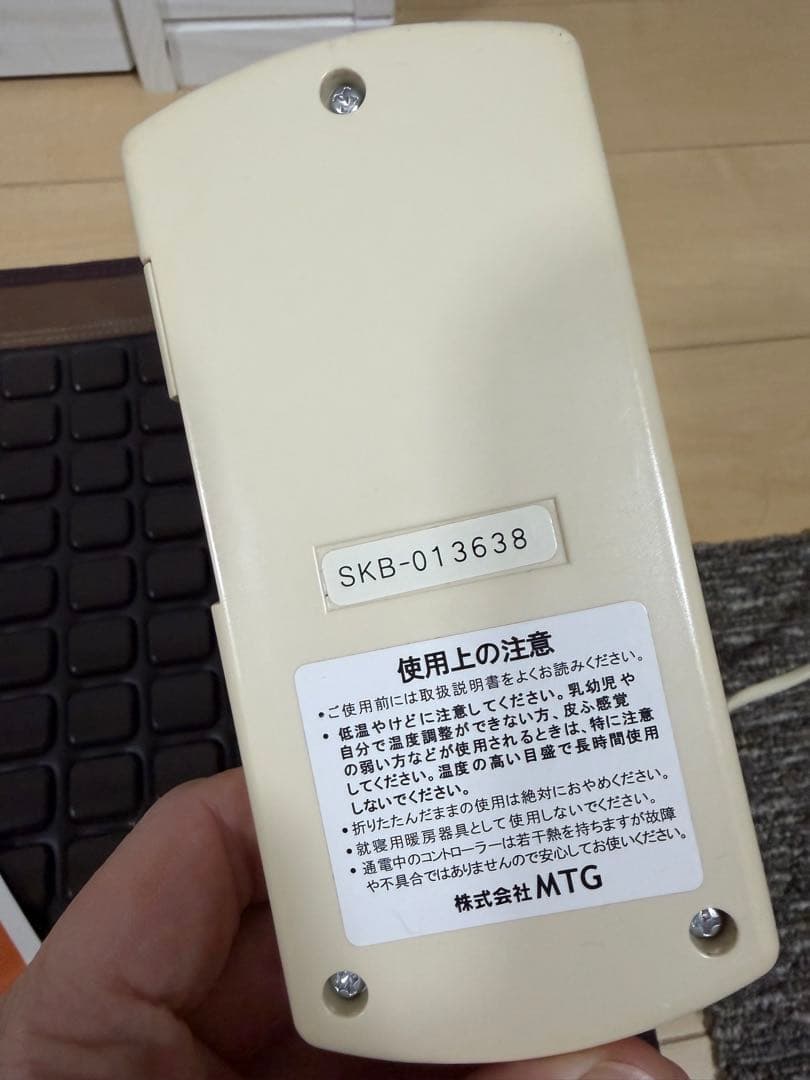 SKB-013638
使用上の注意
•ご使用前には取扱説明書をよくお読みください。
•低温やけどに注意してください。乳幼児や
自分で温度調整ができない方、皮ふ感覚
の弱い方などが使用されるときは、特に注意
してください。温度の高い目盛で長時間使用
しないでください。
•折りたたんだままの使用は絶対におやめください。
•就寝用暖房器具として使用しないでください。
•通電中のコントローラーは若干熱を持ちますが故障
や不具合ではありませんので安心してお使いください。
株式会社MTG